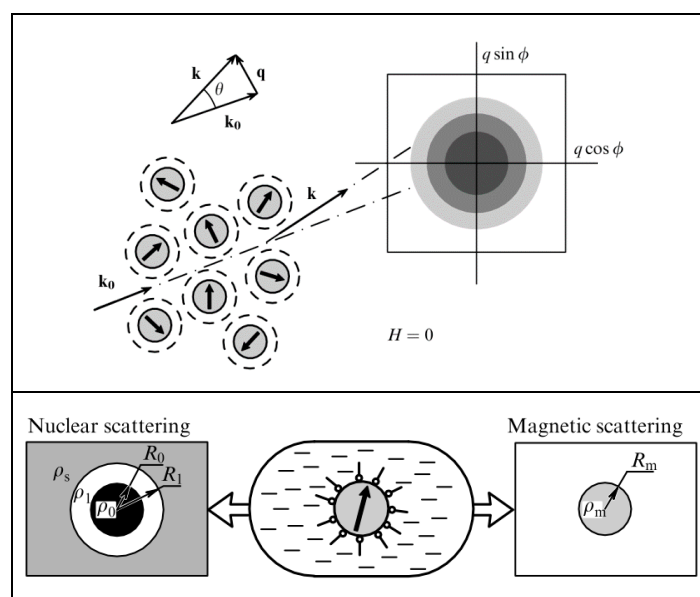 q sin ϕ
k
q
θ
k₀
q cos ϕ
k
k₀
H = 0
Nuclear scattering
Magnetic scattering
ρₛ
R₀
R₁
ρ₁
ρ₀
Rₘ
ρₘ